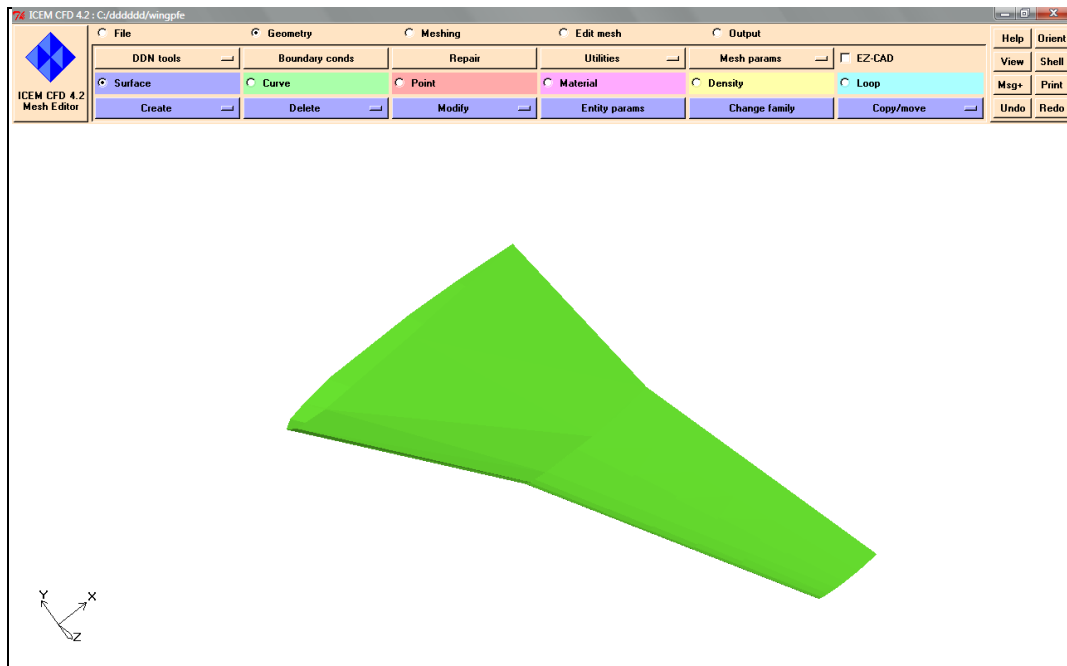 ICEM CFD 4.2 : C:/dddddd/wingpfe
File Geometry Meshing Edit mesh Output
DDN tools Boundary conds Repair Utilities Mesh params EZ-CAD
Surface Curve Point Material Density Loop
Create Delete Modify Entity params Change family Copy/move
ICEM CFD 4.2
Mesh Editor
Help Orient
View Shell
Msg+ Print
Undo Redo
Y X
Z